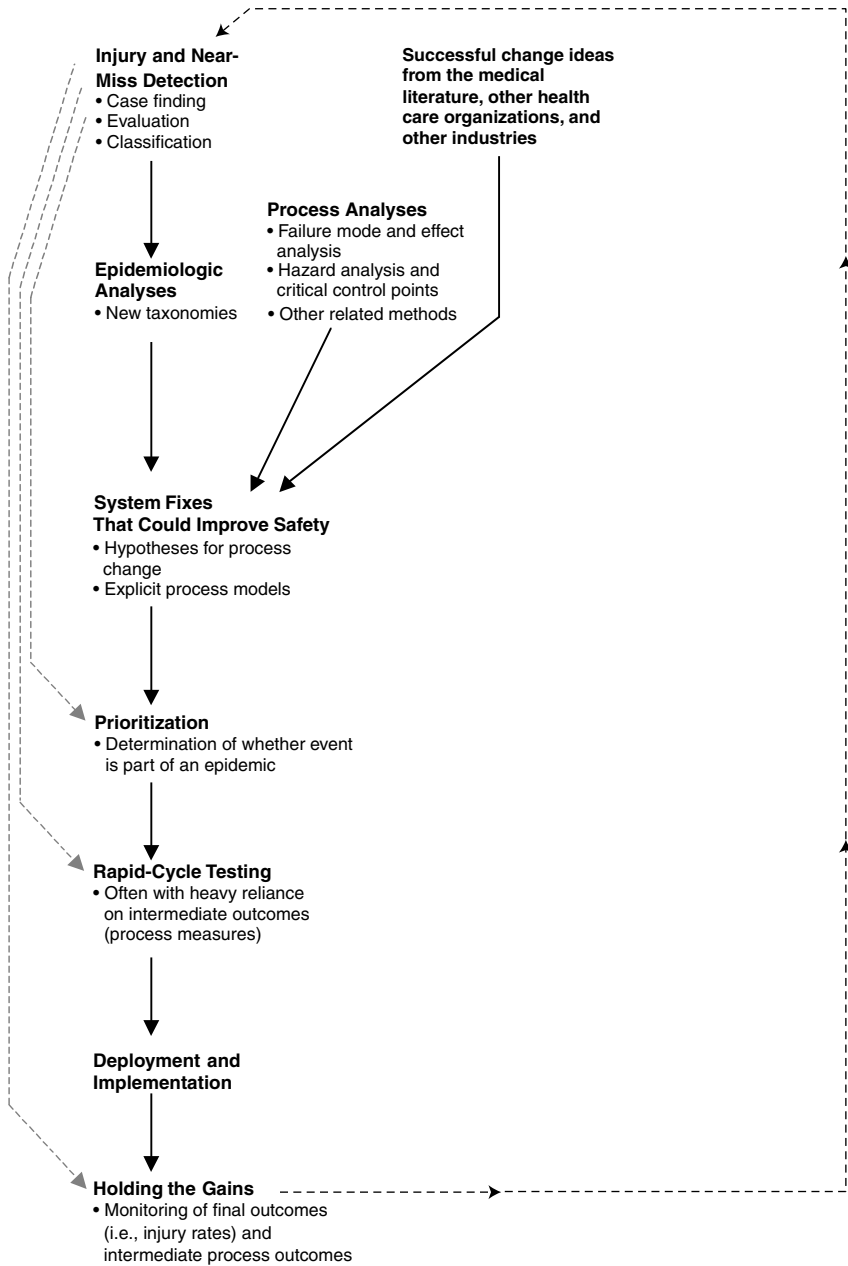 Injury and Near-
Miss Detection
• Case finding
• Evaluation
• Classification
Successful change ideas
from the medical
literature, other health
care organizations, and
other industries
Process Analyses
• Failure mode and effect
analysis
• Hazard analysis and
critical control points
• Other related methods
Epidemiologic
Analyses
• New taxonomies
System Fixes
That Could Improve Safety
• Hypotheses for process
change
• Explicit process models
Prioritization
• Determination of whether event
is part of an epidemic
Rapid-Cycle Testing
• Often with heavy reliance
on intermediate outcomes
(process measures)
Deployment and
Implementation
Holding the Gains
• Monitoring of final outcomes
(i.e., injury rates) and
intermediate process outcomes